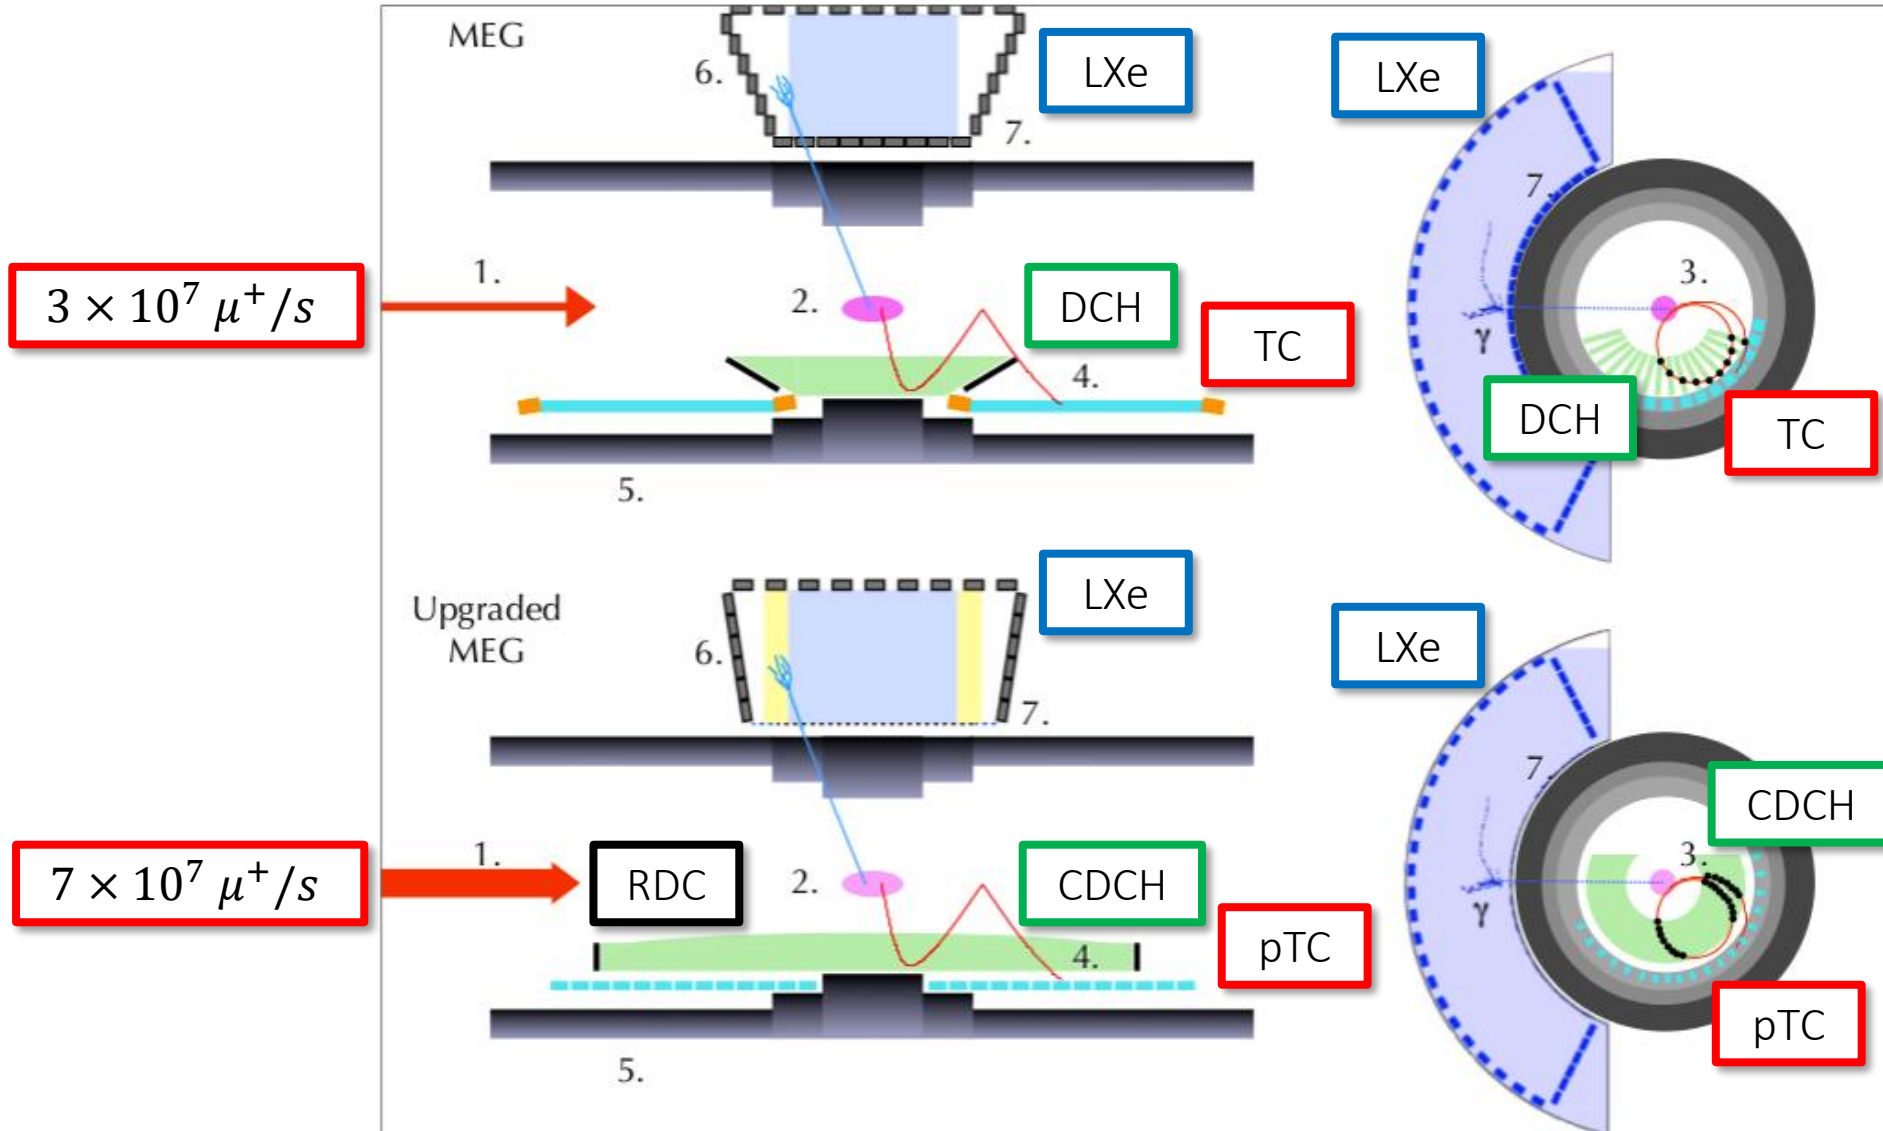 MEG
LXe
LXe
6.
7.
7.
1.
3.
3 × 10⁷ μ⁺/s
2.
DCH
TC
γ
4.
DCH
TC
5.
Upgraded
MEG
LXe
LXe
6.
7.
7.
CDCH
1.
3.
7 × 10⁷ μ⁺/s
RDC
2.
CDCH
γ
pTC
4.
pTC
5.